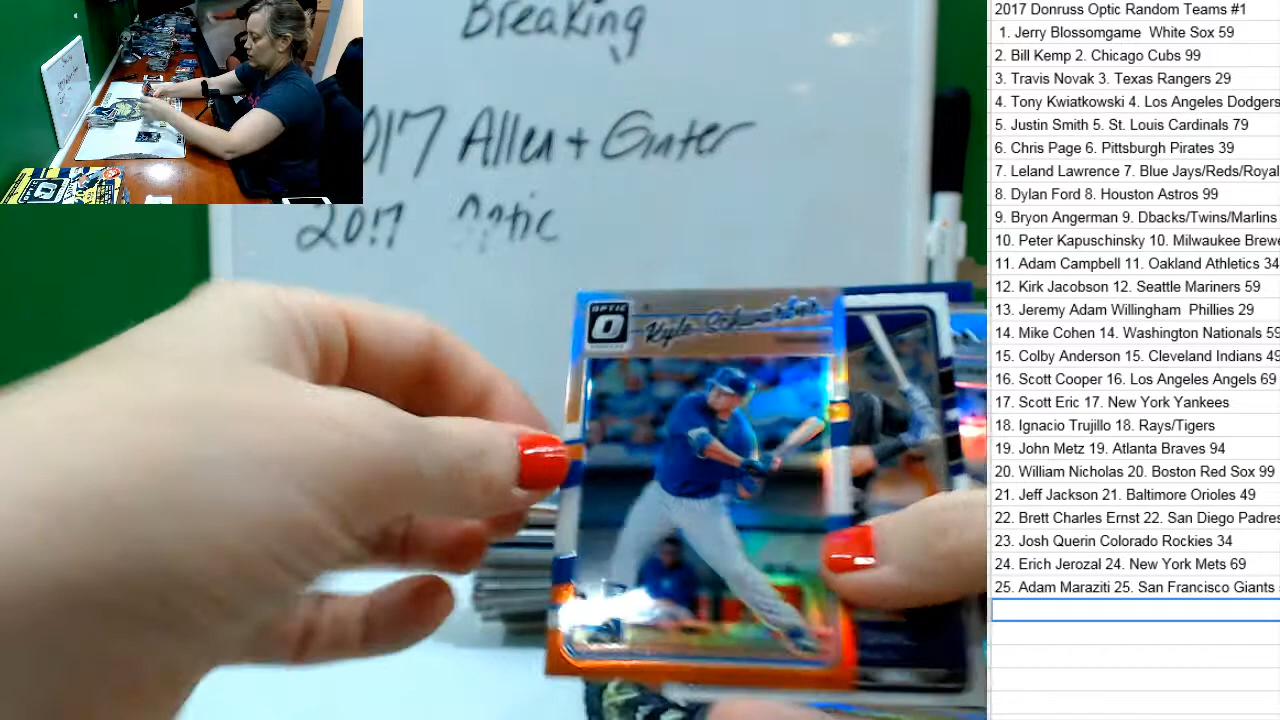 Breaking
2017 Allen + Ginter
2017 Optic
OPTIC
Kyle Schwarber
2017 Donruss Optic Random Teams #1
1. Jerry Blossomgame White Sox 59
2. Bill Kemp 2. Chicago Cubs 99
3. Travis Novak 3. Texas Rangers 29
4. Tony Kwiatkowski 4. Los Angeles Dodgers
5. Justin Smith 5. St. Louis Cardinals 79
6. Chris Page 6. Pittsburgh Pirates 39
7. Leland Lawrence 7. Blue Jays/Reds/Royal
8. Dylan Ford 8. Houston Astros 99
9. Bryon Angerman 9. Dbacks/Twins/Marlins
10. Peter Kapuschinsky 10. Milwaukee Brewe
11. Adam Campbell 11. Oakland Athletics 34
12. Kirk Jacobson 12. Seattle Mariners 59
13. Jeremy Adam Willingham Phillies 29
14. Mike Cohen 14. Washington Nationals 59
15. Colby Anderson 15. Cleveland Indians 49
16. Scott Cooper 16. Los Angeles Angels 69
17. Scott Eric 17. New York Yankees
18. Ignacio Trujillo 18. Rays/Tigers
19. John Metz 19. Atlanta Braves 94
20. William Nicholas 20. Boston Red Sox 99
21. Jeff Jackson 21. Baltimore Orioles 49
22. Brett Charles Ernst 22. San Diego Padres
23. Josh Querin Colorado Rockies 34
24. Erich Jerozal 24. New York Mets 69
25. Adam Maraziti 25. San Francisco Giants